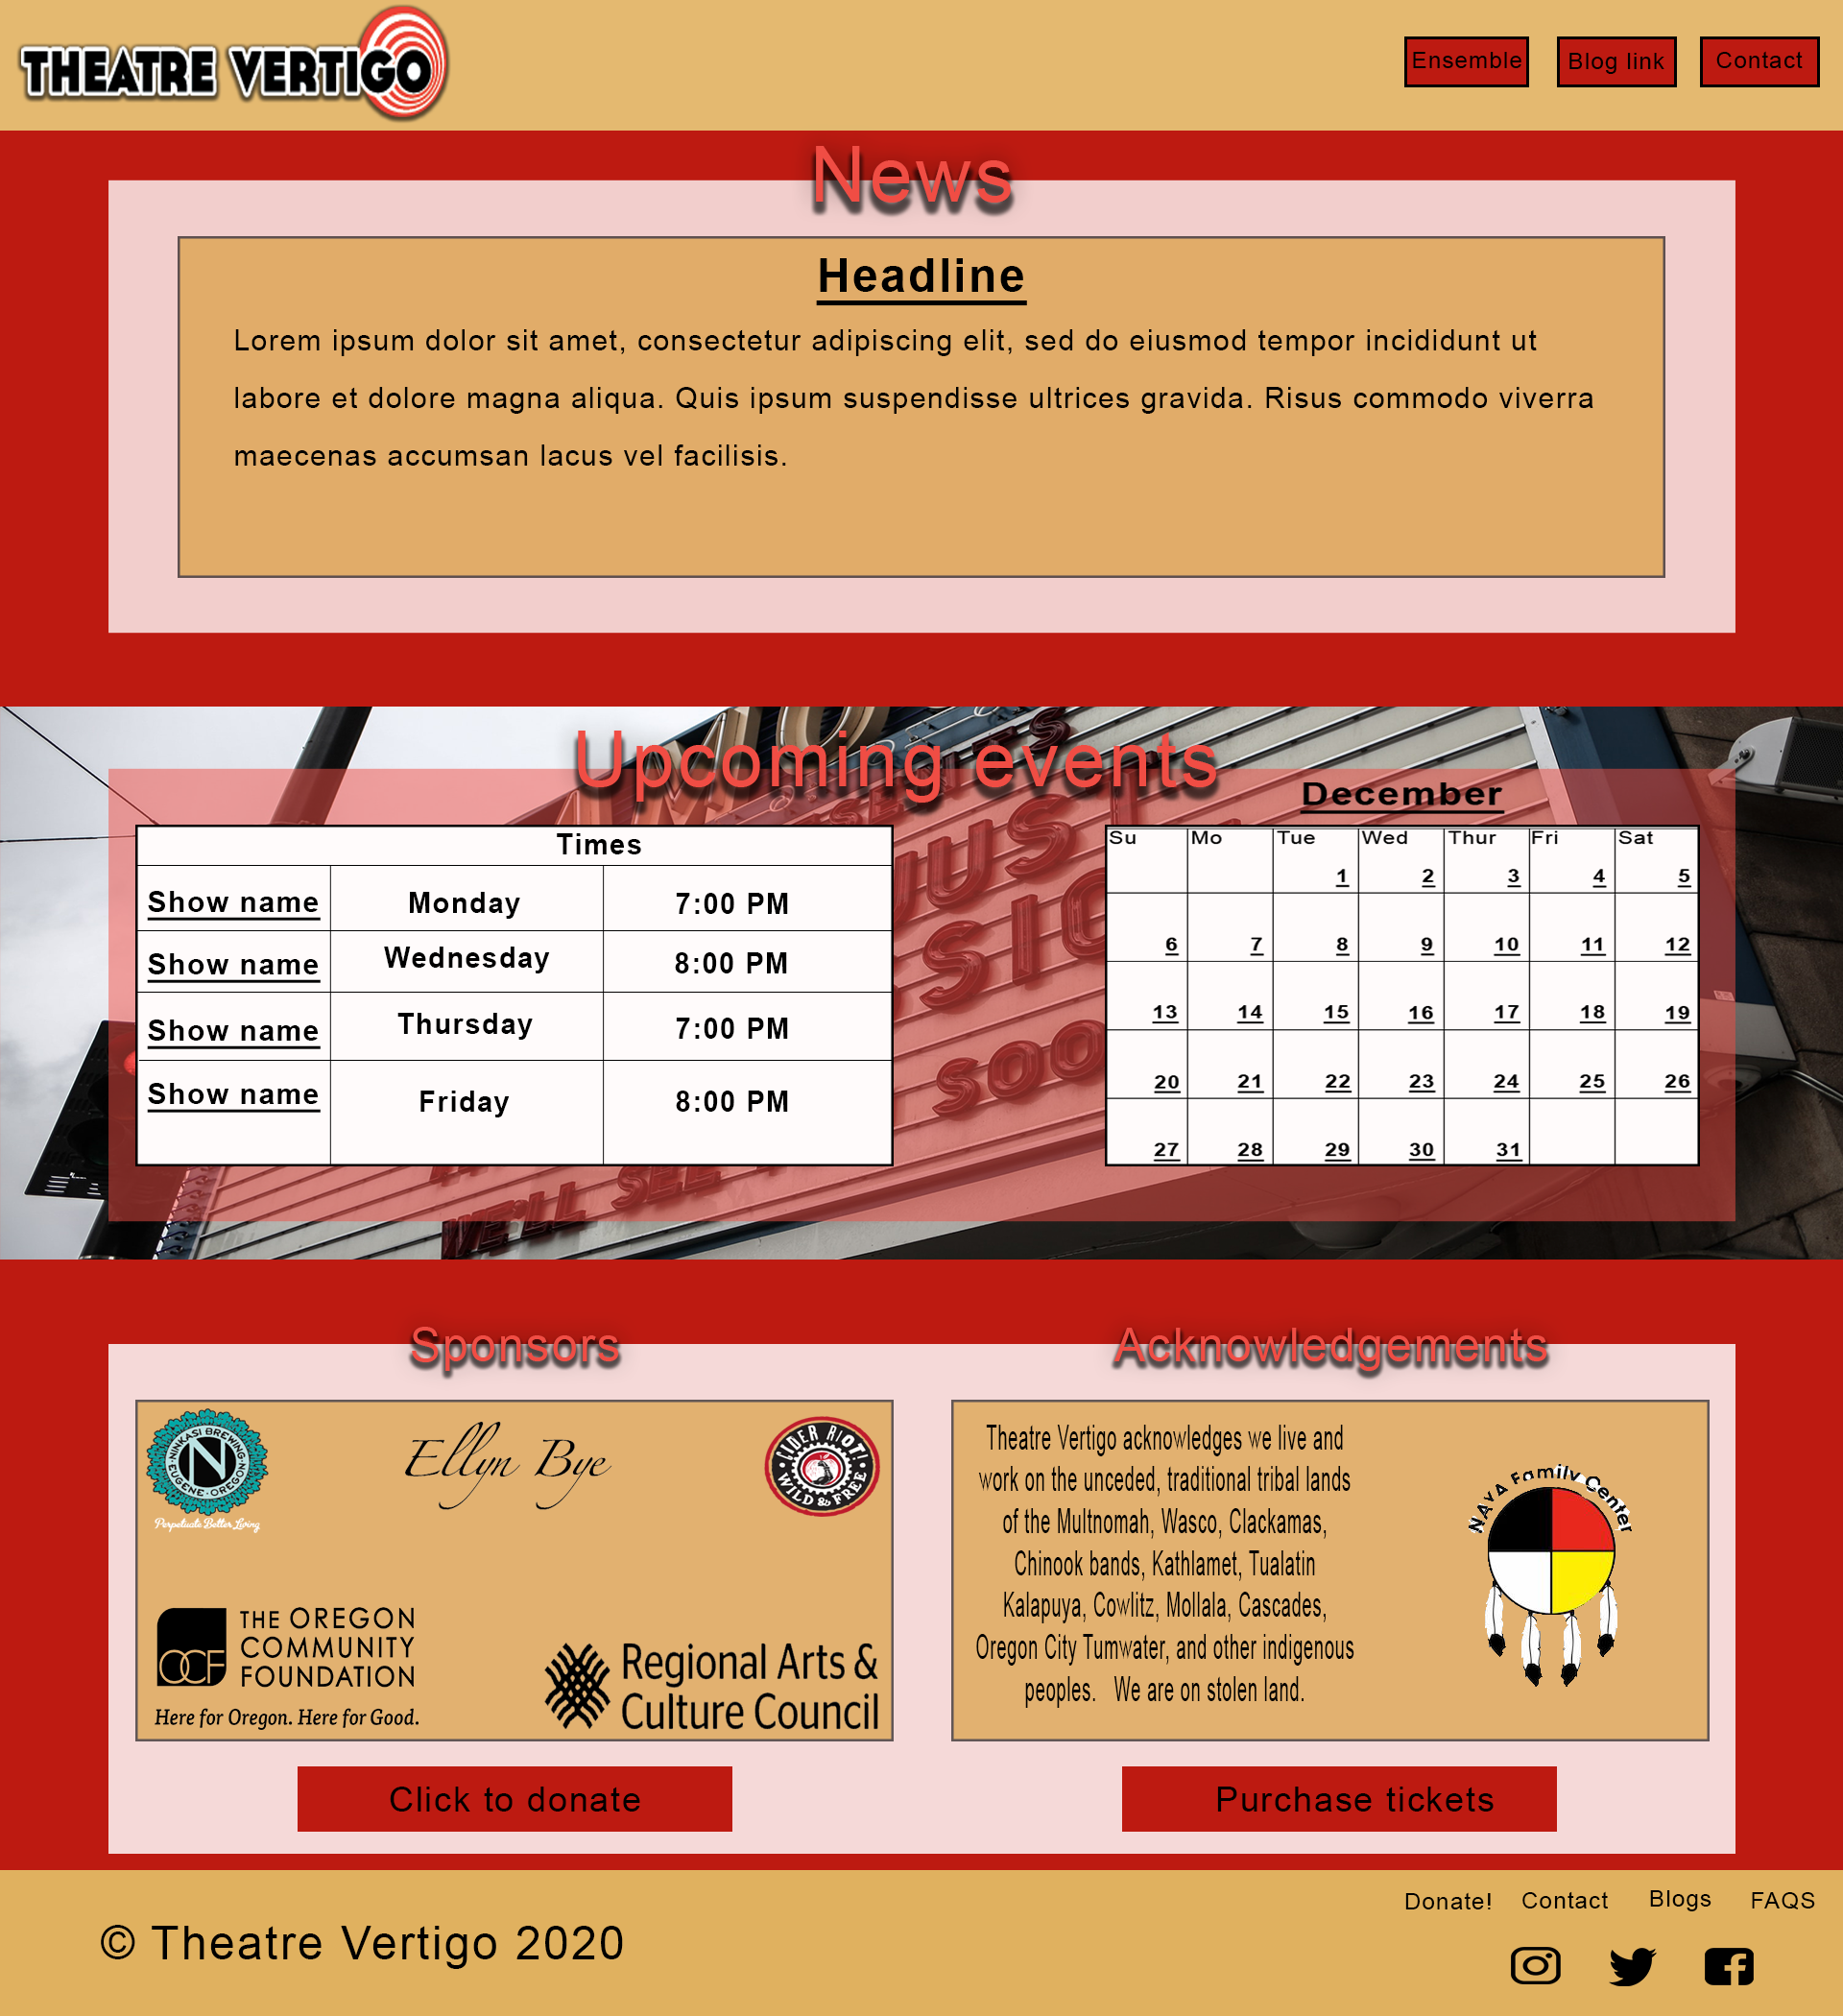 THEATRE VERTIGO
Ensemble
Blog link
Contact
News
Headline
Lorem ipsum dolor sit amet, consectetur adipiscing elit, sed do eiusmod tempor incididunt ut
labore et dolore magna aliqua. Quis ipsum suspendisse ultrices gravida. Risus commodo viverra
maecenas accumsan lacus vel facilisis.
Upcoming events
Times
Show name Monday 7:00 PM
Show name Wednesday 8:00 PM
Show name Thursday 7:00 PM
Show name Friday 8:00 PM
WE'LL SEE
SOO
December
Su Mo Tue Wed Thur Fri Sat
1 2 3 4 5
6 7 8 9 10 11 12
13 14 15 16 17 18 19
20 21 22 23 24 25 26
27 28 29 30 31
Sponsors
NINKASI BREWING
N
EUGENE · OREGON
Perpetuate Better Living
Ellyn Bye
CIDER RIOT!
WILD & FREE
OCF
THE OREGON
COMMUNITY
FOUNDATION
Here for Oregon. Here for Good.
Regional Arts &
Culture Council
Click to donate
Acknowledgements
Theatre Vertigo acknowledges we live and
work on the unceded, traditional tribal lands
of the Multnomah, Wasco, Clackamas,
Chinook bands, Kathlamet, Tualatin
Kalapuya, Cowlitz, Mollala, Cascades,
Oregon City Tumwater, and other indigenous
peoples. We are on stolen land.
NAYA Family Center
Purchase tickets
© Theatre Vertigo 2020
Donate!
Contact
Blogs
FAQS